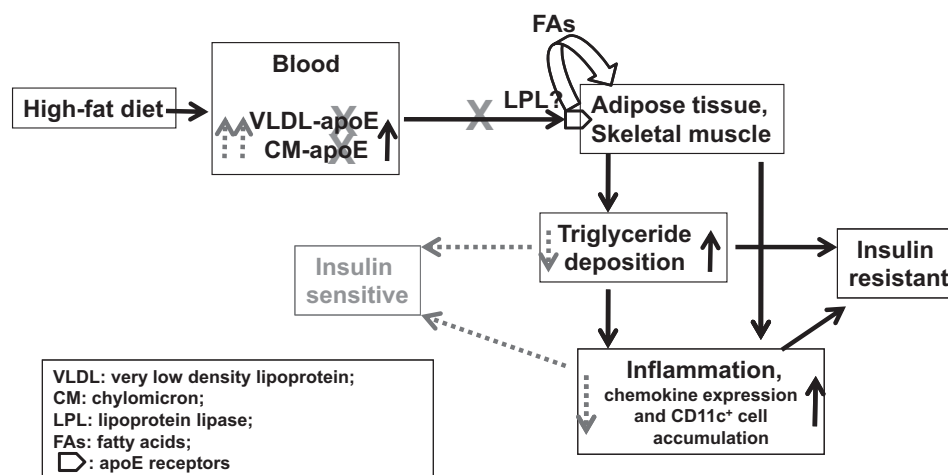 FAs
Blood
High-fat diet
VLDL-apoE
CM-apoE
X
X
X
LPL?
Adipose tissue,
Skeletal muscle
Triglyceride
deposition
Insulin
sensitive
Insulin
resistant
Inflammation,
chemokine expression
and CD11c⁺ cell
accumulation
VLDL: very low density lipoprotein;
CM: chylomicron;
LPL: lipoprotein lipase;
FAs: fatty acids;
: apoE receptors